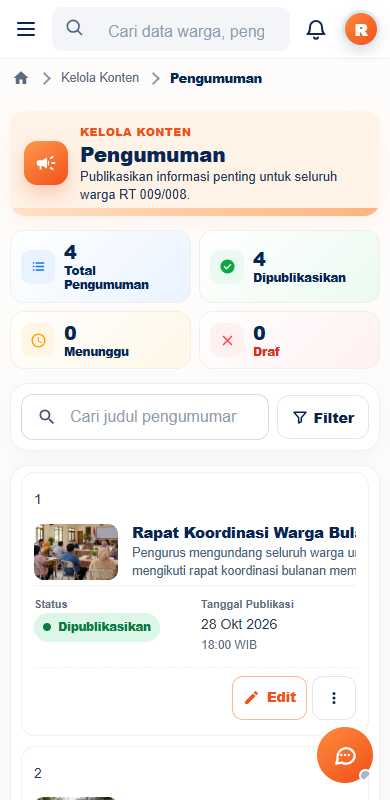 Cari data warga, peng
R
Kelola Konten
Pengumuman
KELOLA KONTEN
Pengumuman
Publikasikan informasi penting untuk seluruh
warga RT 009/008.
4
Total
Pengumuman
4
Dipublikasikan
0
Menunggu
0
Draf
Cari judul pengumumar
Filter
1
Rapat Koordinasi Warga Bula
Pengurus mengundang seluruh warga un
mengikuti rapat koordinasi bulanan mem
Status
Tanggal Publikasi
Dipublikasikan
28 Okt 2026
18:00 WIB
Edit
2